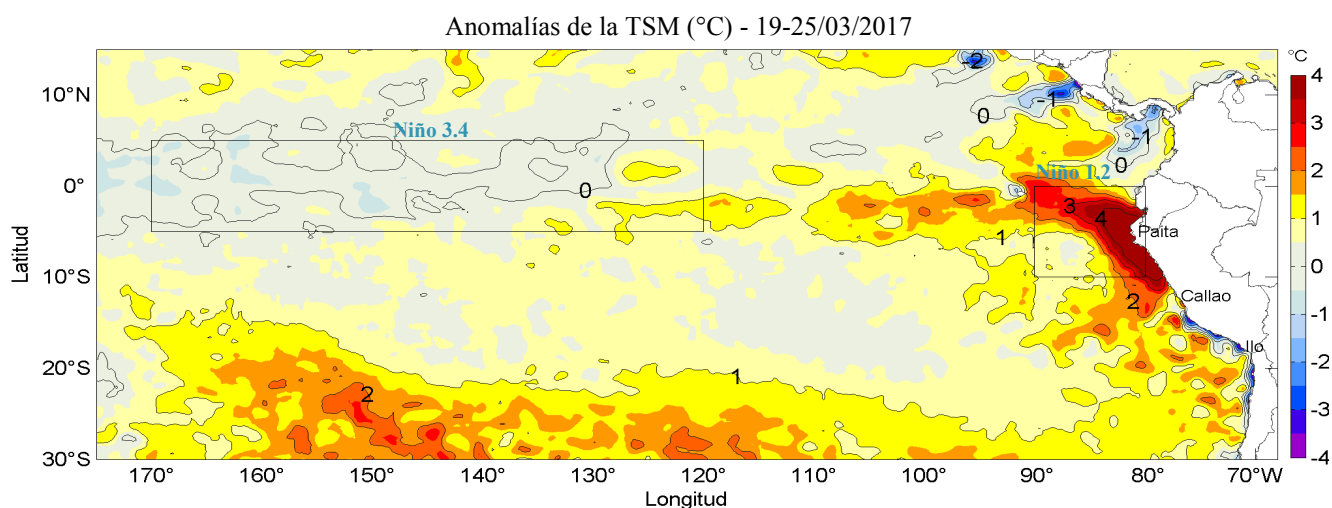 Anomalías de la TSM (°C) - 19-25/03/2017
°C
-2
10°N
Niño 3.4
0
-1
-1
0
0°
0
Niño 1.2
3
4
Paita
1
10°S
2
Callao
Ilo
20°S
1
2
30°S
170°
160°
150°
140°
130°
120°
110°
100°
90°
80°
70°W
Latitud
Longitud
4
3
2
1
0
-1
-2
-3
-4